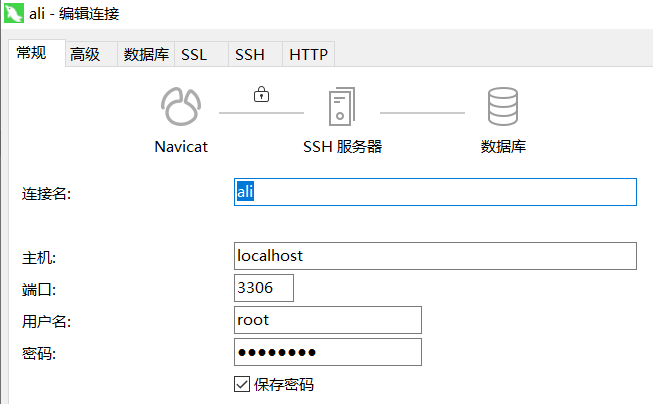 ali - 编辑连接
常规 高级 数据库 SSL SSH HTTP
Navicat SSH 服务器 数据库
连接名: ali
主机: localhost
端口: 3306
用户名: root
密码: ●●●●●●●●
保存密码